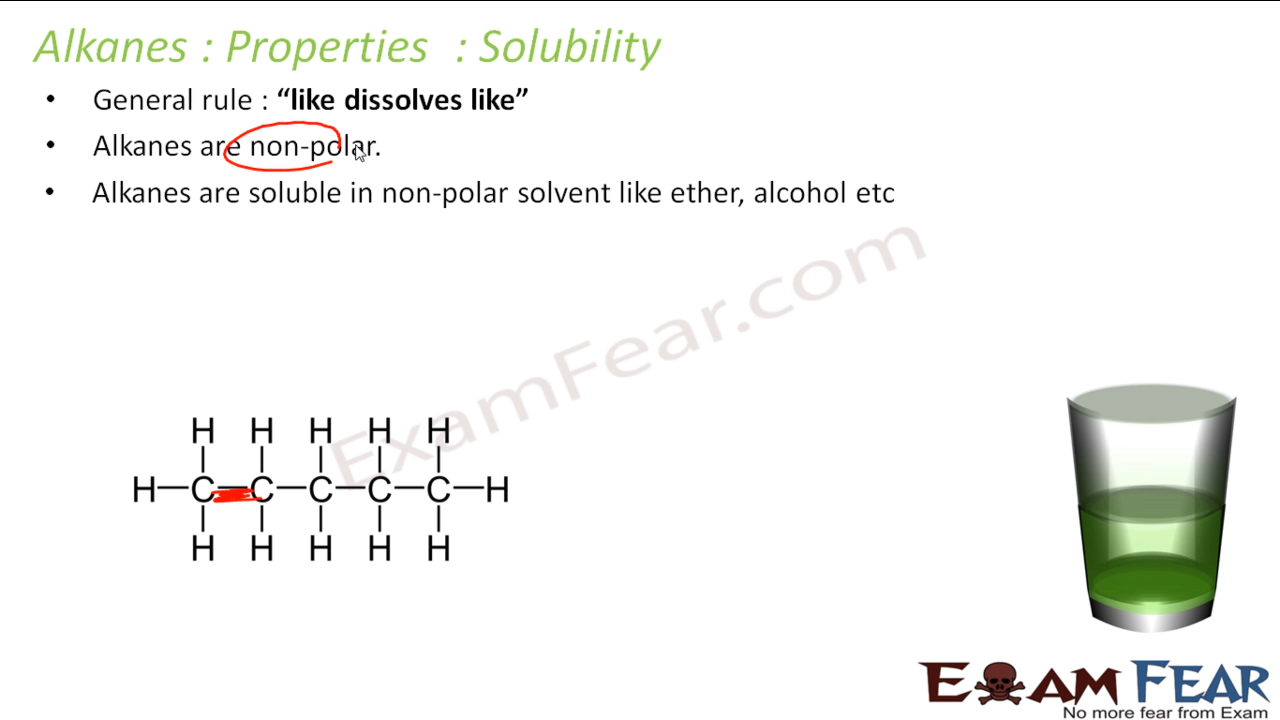 Alkanes : Properties : Solubility
• General rule : “like dissolves like”
• Alkanes are non-polar.
• Alkanes are soluble in non-polar solvent like ether, alcohol etc
ExamFear.com
H H H H H
H—C—C—C—C—C—H
H H H H H
EXAM FEAR
No more fear from Exam